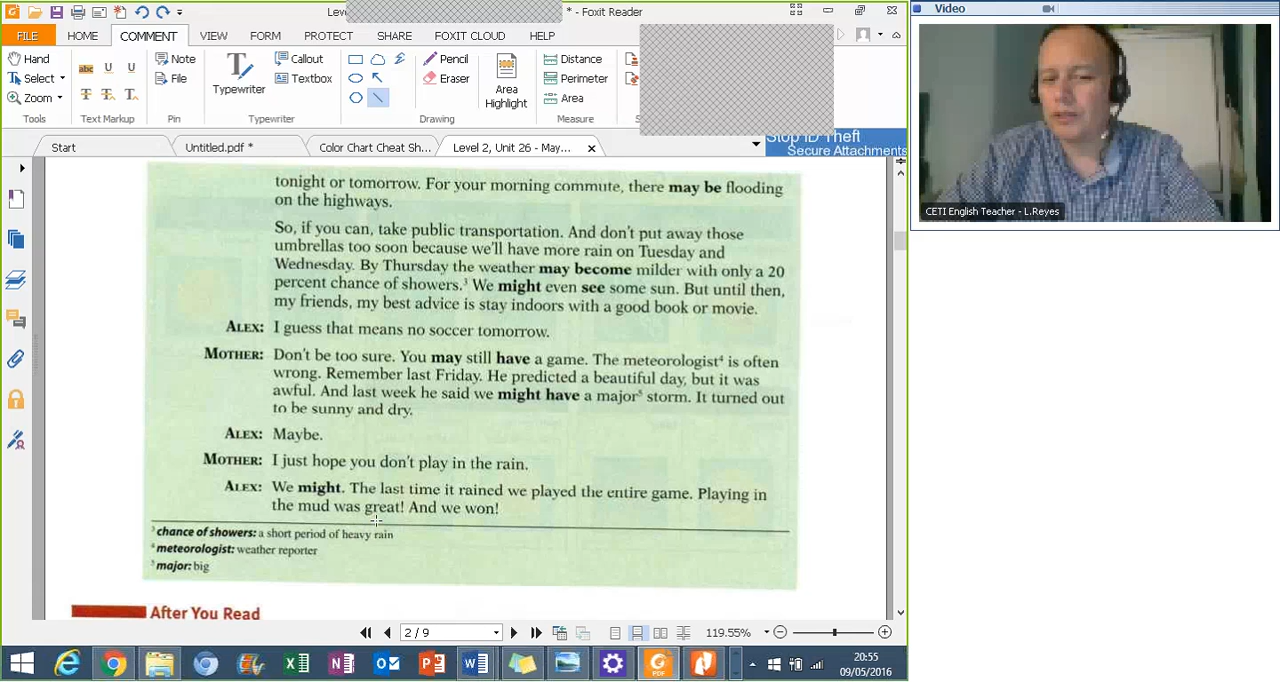 Leve
* - Foxit Reader
Video
FILE
HOME
COMMENT
VIEW
FORM
PROTECT
SHARE
FOXIT CLOUD
HELP
Hand
Select
Zoom
Tools
abc
U
U
T
T
T
Text Markup
Note
File
Pin
Typewriter
Callout
Textbox
Typewriter
Pencil
Eraser
Area
Highlight
Drawing
Distance
Perimeter
Area
Measure
Stop ID Theft
Secure Attachments
Start
Untitled.pdf *
Color Chart Cheat Sh...
Level 2, Unit 26 - May...
CETI English Teacher - L.Reyes
tonight or tomorrow. For your morning commute, there may be flooding
on the highways.
So, if you can, take public transportation. And don't put away those
umbrellas too soon because we'll have more rain on Tuesday and
Wednesday. By Thursday the weather may become milder with only a 20
percent chance of showers.³ We might even see some sun. But until then,
my friends, my best advice is stay indoors with a good book or movie.
ALEX: I guess that means no soccer tomorrow.
MOTHER: Don't be too sure. You may still have a game. The meteorologist⁴ is often
wrong. Remember last Friday. He predicted a beautiful day, but it was
awful. And last week he said we might have a major⁵ storm. It turned out
to be sunny and dry.
ALEX: Maybe.
MOTHER: I just hope you don't play in the rain.
ALEX: We might. The last time it rained we played the entire game. Playing in
the mud was great! And we won!
³ chance of showers: a short period of heavy rain
⁴ meteorologist: weather reporter
⁵ major: big
After You Read
2 / 9
119.55%
20:55
09/05/2016